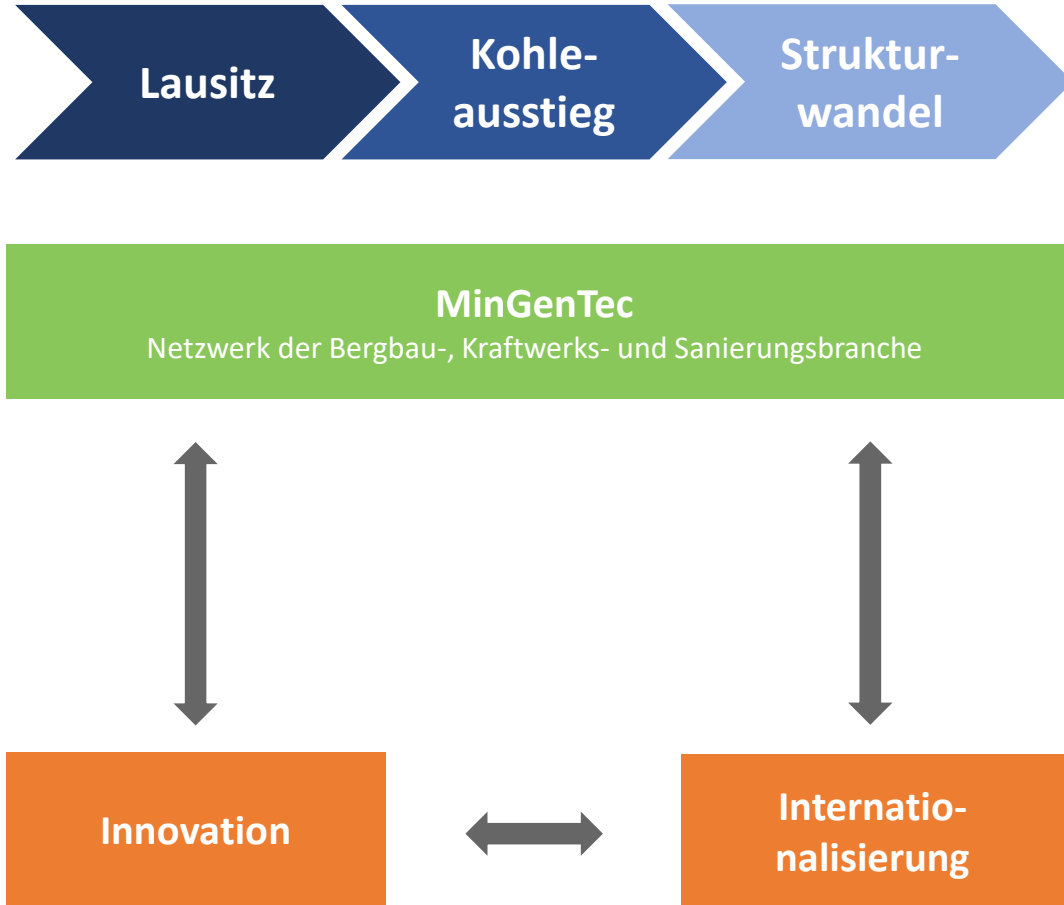 Lausitz
Kohle-
ausstieg
Struktur-
wandel
MinGenTec
Netzwerk der Bergbau-, Kraftwerks- und Sanierungsbranche
Innovation
Internatio-
nalisierung